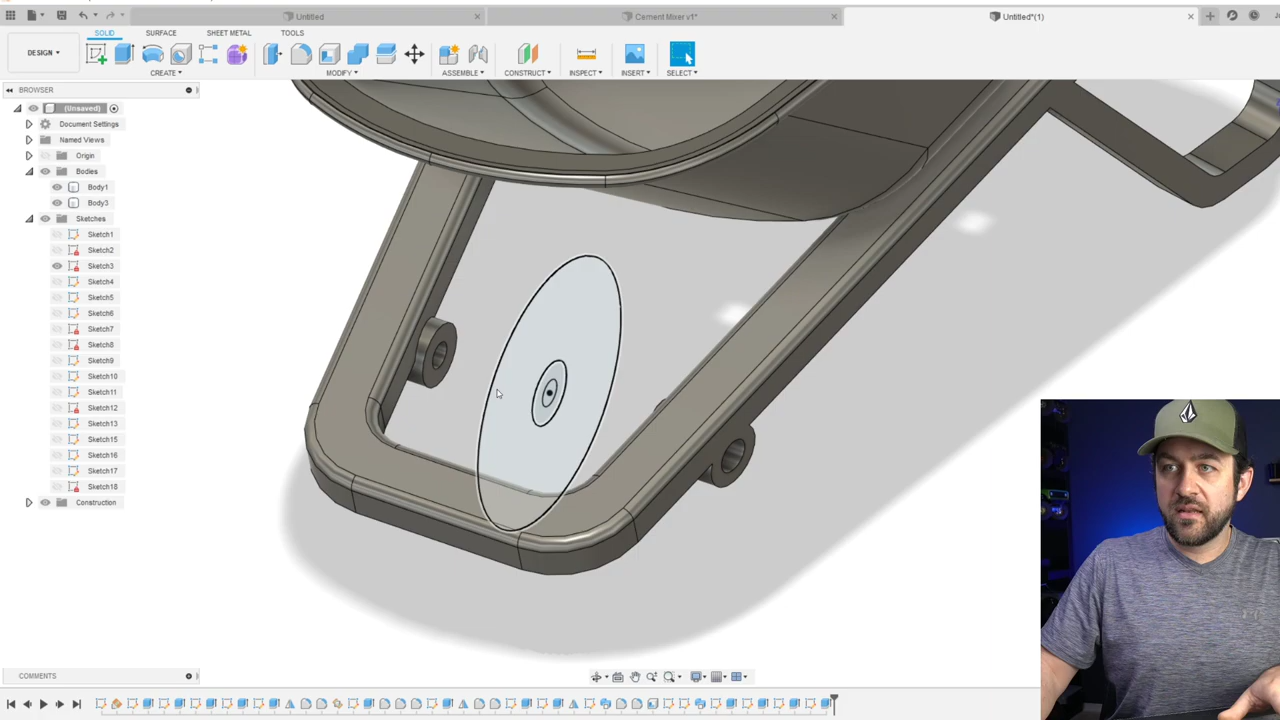 Untitled
Cement Mixer v1*
Untitled*(1)
SOLID
SURFACE
SHEET METAL
TOOLS
DESIGN
CREATE
MODIFY
ASSEMBLE
CONSTRUCT
INSPECT
INSERT
SELECT
BROWSER
(Unsaved)
Document Settings
Named Views
Origin
Bodies
Body1
Body3
Sketches
Sketch1
Sketch2
Sketch3
Sketch4
Sketch5
Sketch6
Sketch7
Sketch8
Sketch9
Sketch10
Sketch11
Sketch12
Sketch13
Sketch15
Sketch16
Sketch17
Sketch18
Construction
COMMENTS